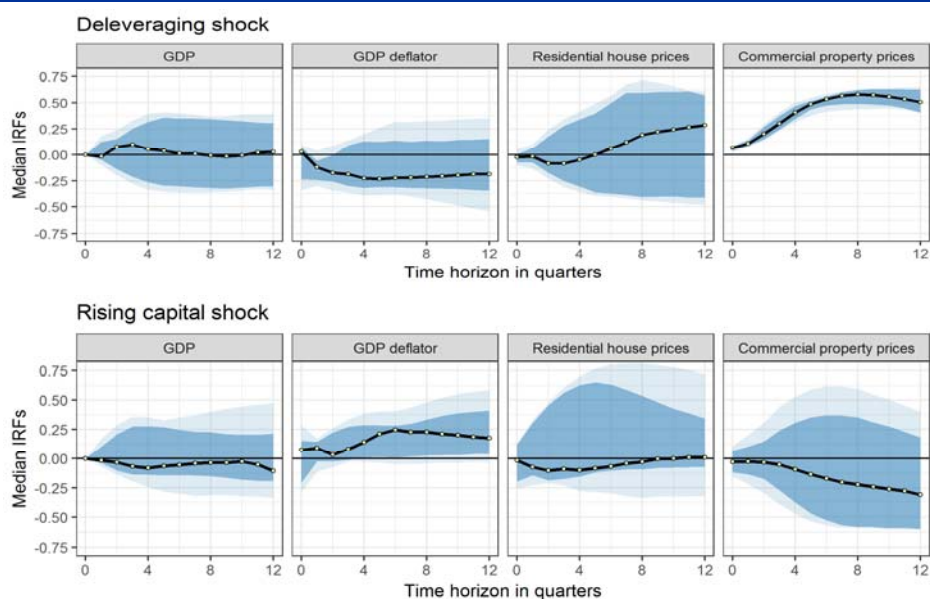 Deleveraging shock
GDP GDP deflator Residential house prices Commercial property prices
0.75
0.50
0.25
0.00
-0.25
-0.50
-0.75
Median IRFs
0 4 8 12 0 4 8 12 0 4 8 12 0 4 8 12
Time horizon in quarters
Rising capital shock
GDP GDP deflator Residential house prices Commercial property prices
0.75
0.50
0.25
0.00
-0.25
-0.50
-0.75
Median IRFs
0 4 8 12 0 4 8 12 0 4 8 12 0 4 8 12
Time horizon in quarters